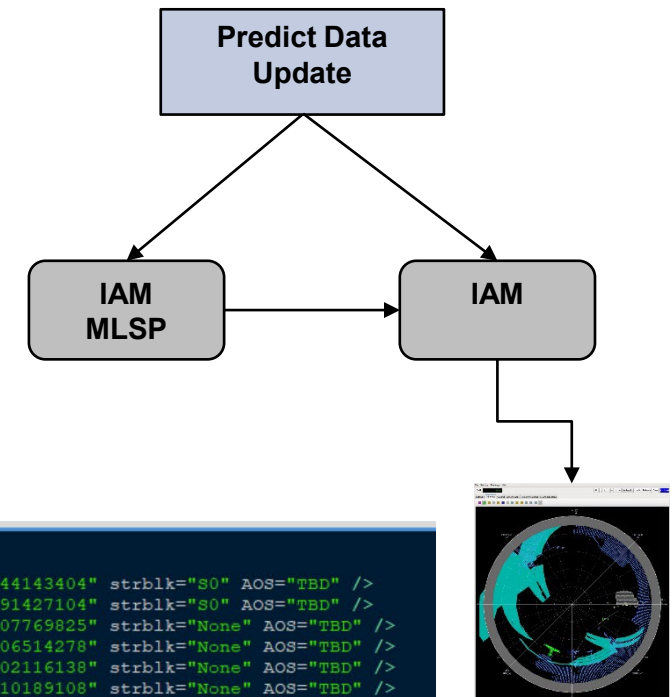 Predict Data
Update
IAM
MLSP
IAM
44143404" strblk="S0" AOS="TBD" />
91427104" strblk="S0" AOS="TBD" />
07769825" strblk="None" AOS="TBD" />
06514278" strblk="None" AOS="TBD" />
02116138" strblk="None" AOS="TBD" />
10189108" strblk="None" AOS="TBD" />